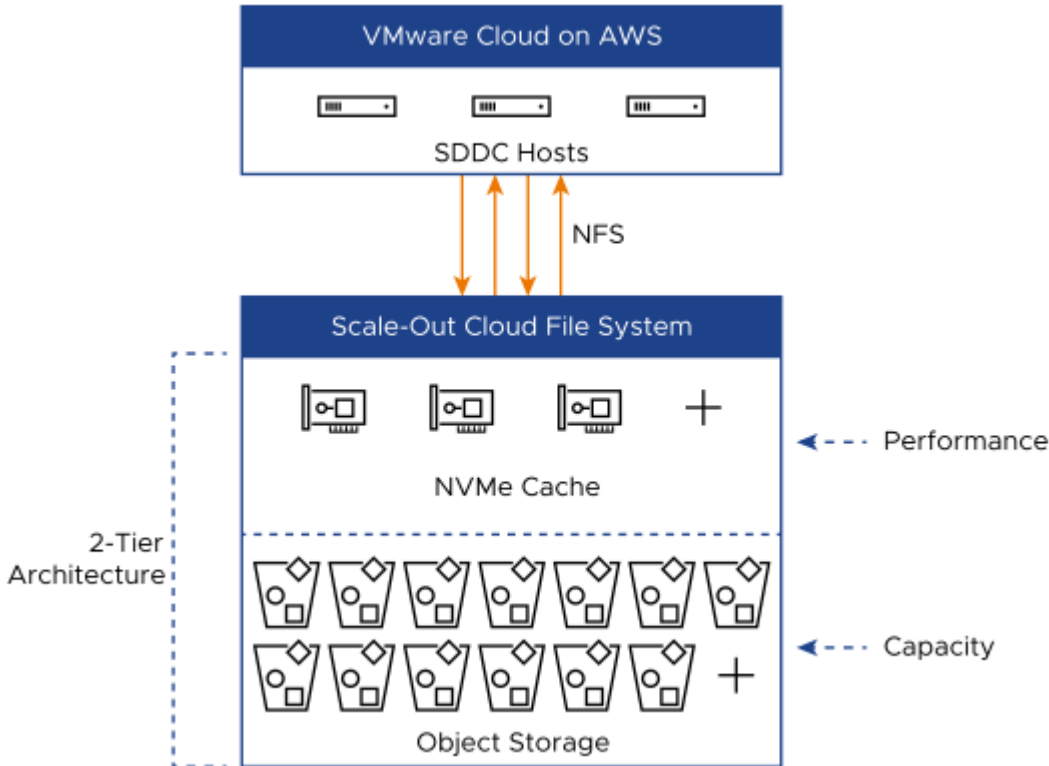 VMware Cloud on AWS
SDDC Hosts
NFS
Scale-Out Cloud File System
Performance
NVMe Cache
2-Tier
Architecture
Capacity
Object Storage